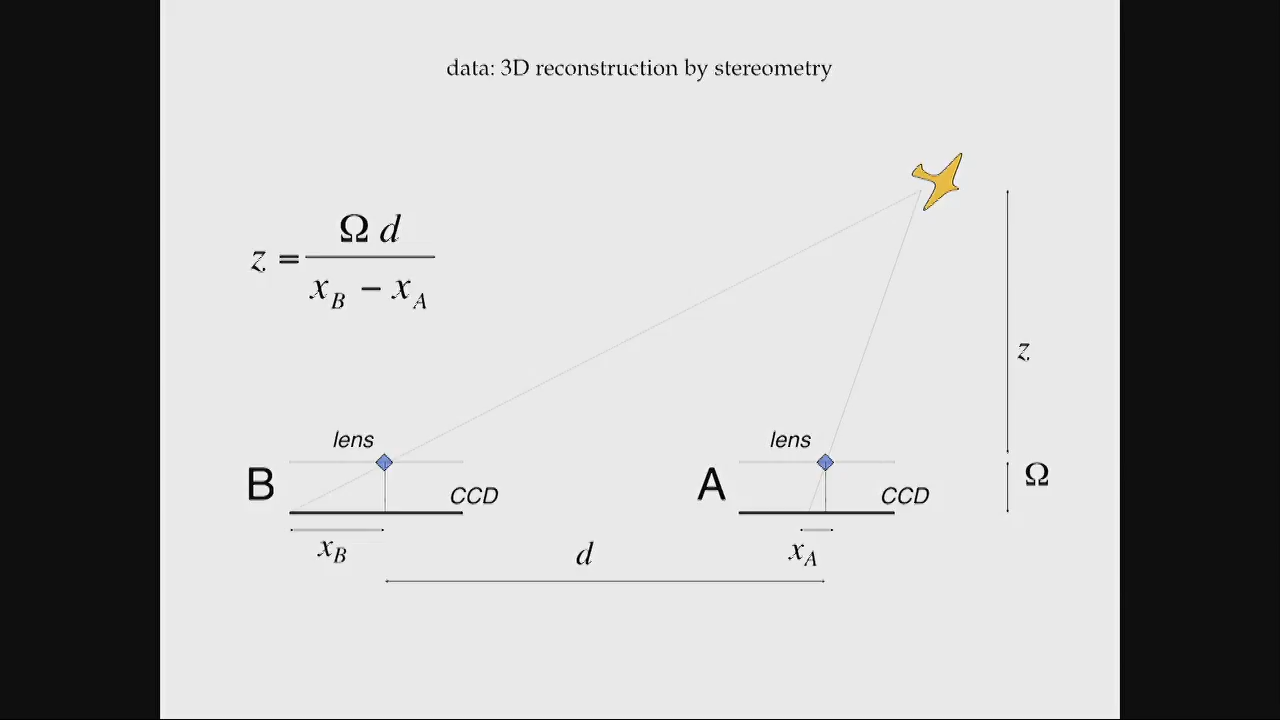 data: 3D reconstruction by stereometry
z = Ω d / x_B − x_A
z
lens
lens
B
CCD
A
CCD
Ω
x_B
d
x_A